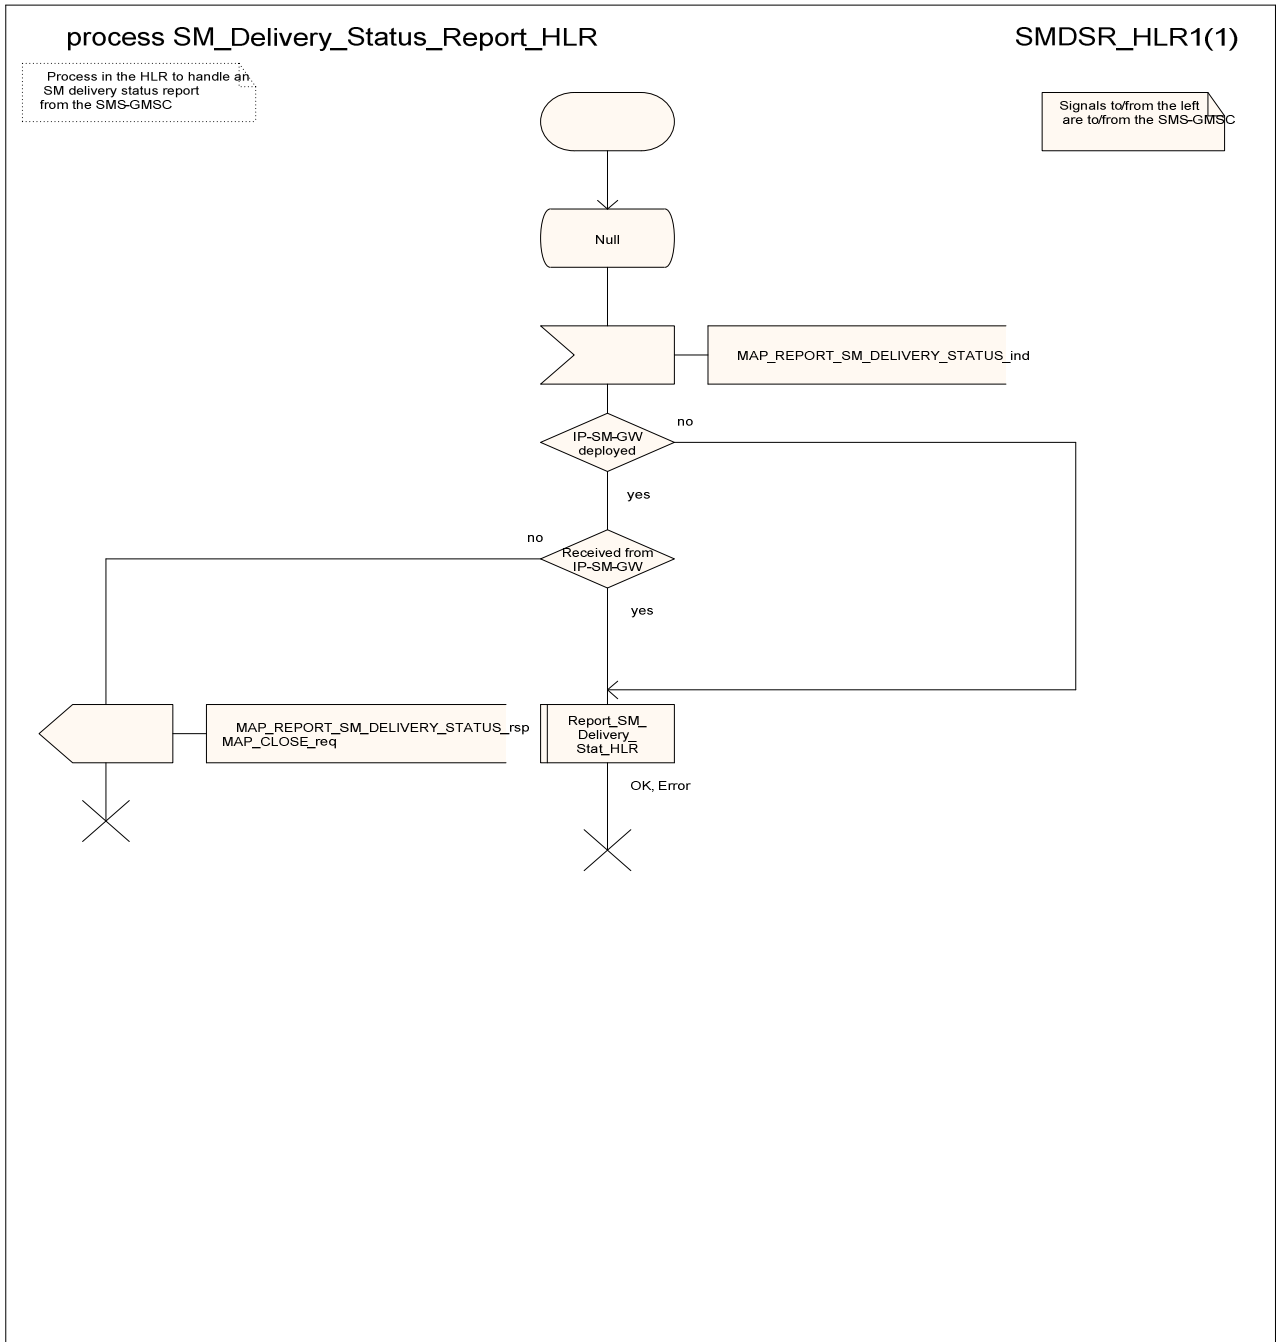 process SM_Delivery_Status_Report_HLR
SMDSR_HLR1(1)
Process in the HLR to handle an
SM delivery status report
from the SMS-GMSC
Signals to/from the left
are to/from the SMS-GMSC
Null
MAP_REPORT_SM_DELIVERY_STATUS_ind
IP-SM-GW
deployed
no
yes
Received from
IP-SM-GW
no
yes
MAP_REPORT_SM_DELIVERY_STATUS_rsp
MAP_CLOSE_req
Report_SM_
Delivery_
Stat_HLR
OK, Error